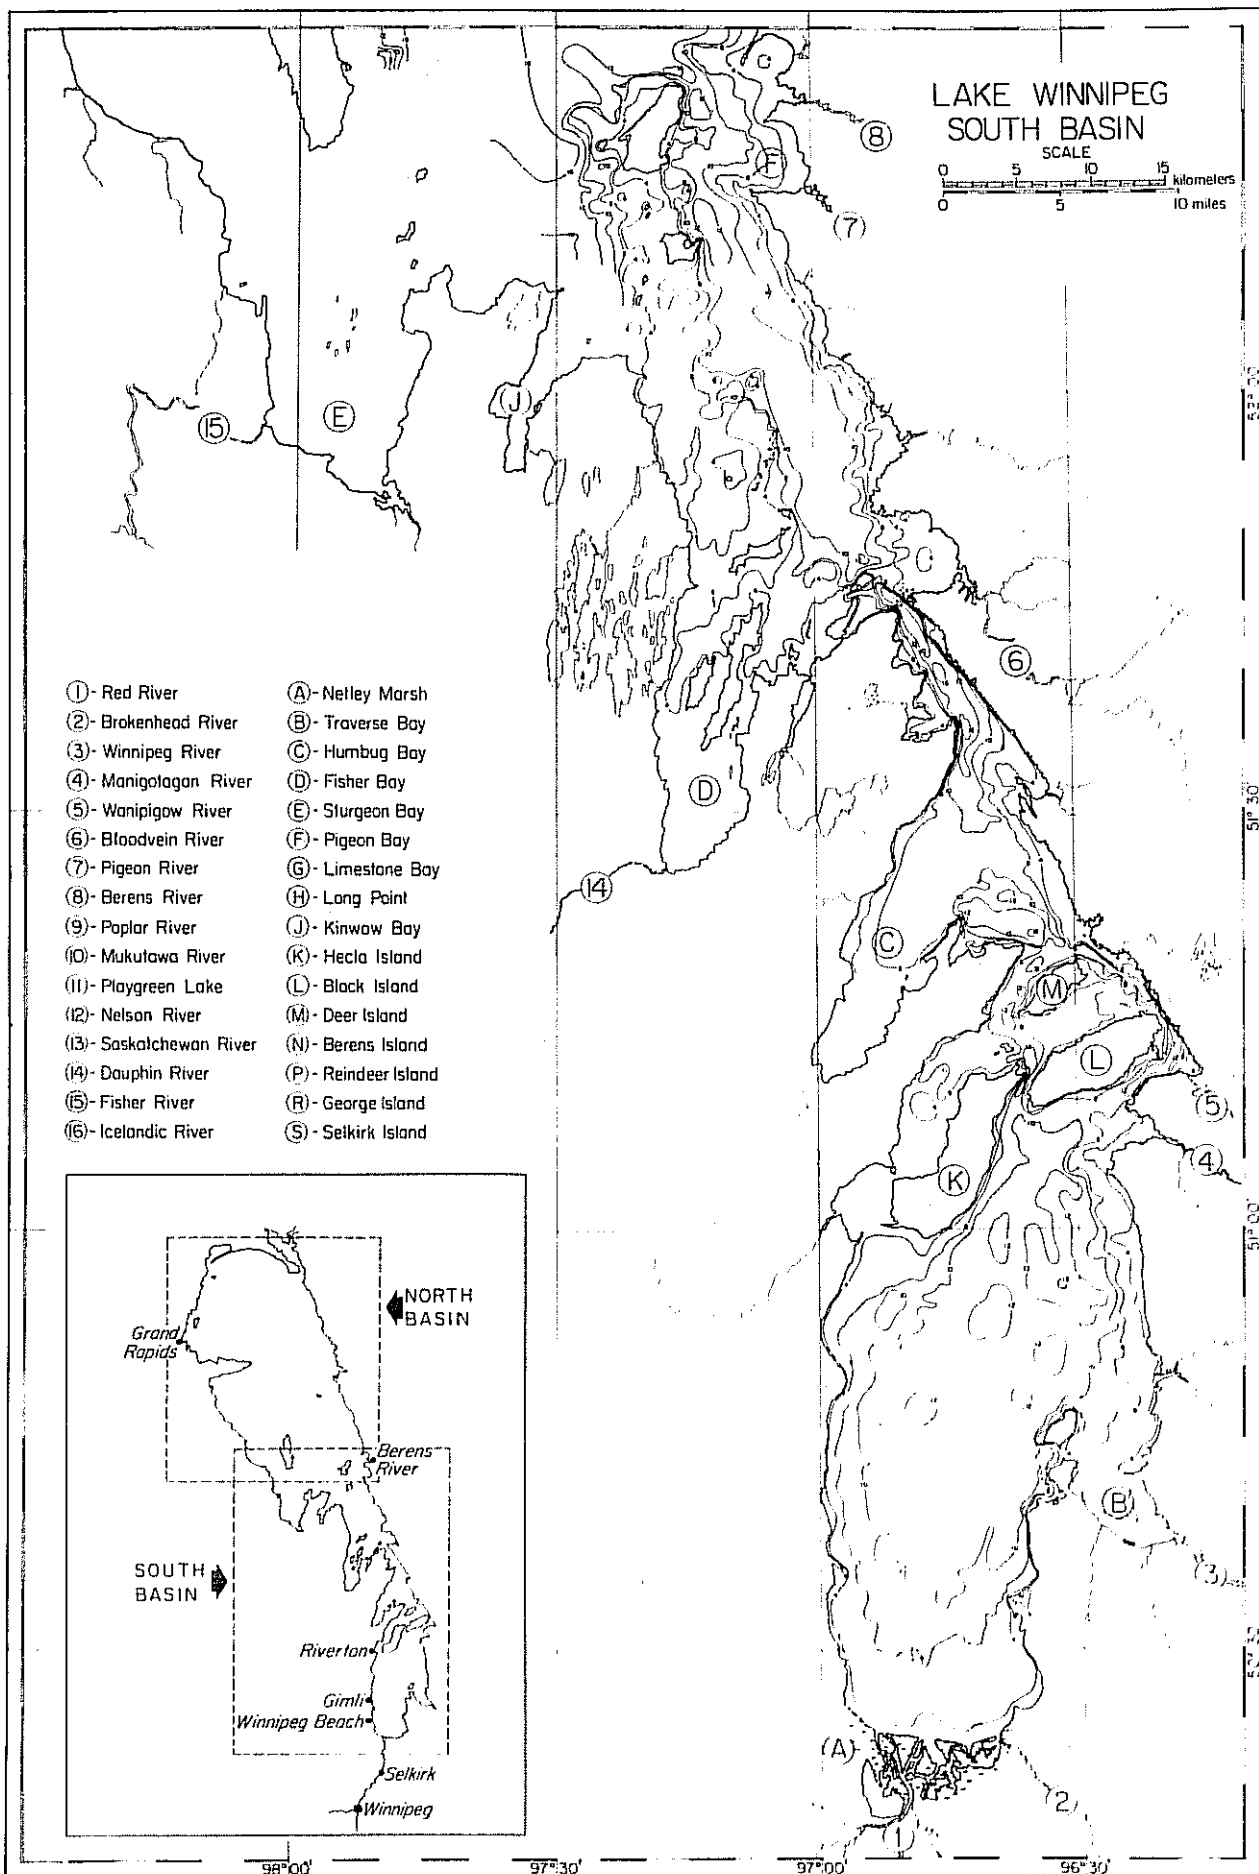 LAKE WINNIPEG
SOUTH BASIN
SCALE
0 5 10 15 kilometers
0 5 10 miles
8
F
7
15
E
J
6
1 - Red River
2 - Brokenhead River
3 - Winnipeg River
4 - Manigotagan River
5 - Wanipigow River
6 - Bloodvein River
7 - Pigeon River
8 - Berens River
9 - Poplar River
10 - Mukutawa River
11 - Playgreen Lake
12 - Nelson River
13 - Saskatchewan River
14 - Dauphin River
15 - Fisher River
16 - Icelandic River
A - Netley Marsh
B - Traverse Bay
C - Humbug Bay
D - Fisher Bay
E - Sturgeon Bay
F - Pigeon Bay
G - Limestone Bay
H - Long Point
J - Kinwow Bay
K - Hecla Island
L - Black Island
M - Deer Island
N - Berens Island
P - Reindeer Island
R - George Island
S - Selkirk Island
D
14
C
M
L
5
4
K
B
3
A
2
1
52°00'
51°30'
51°00'
50°30'
98°00'
97°30'
97°00'
96°30'
NORTH
BASIN
Grand
Rapids
Berens
River
SOUTH
BASIN
Riverton
Gimli
Winnipeg Beach
Selkirk
Winnipeg